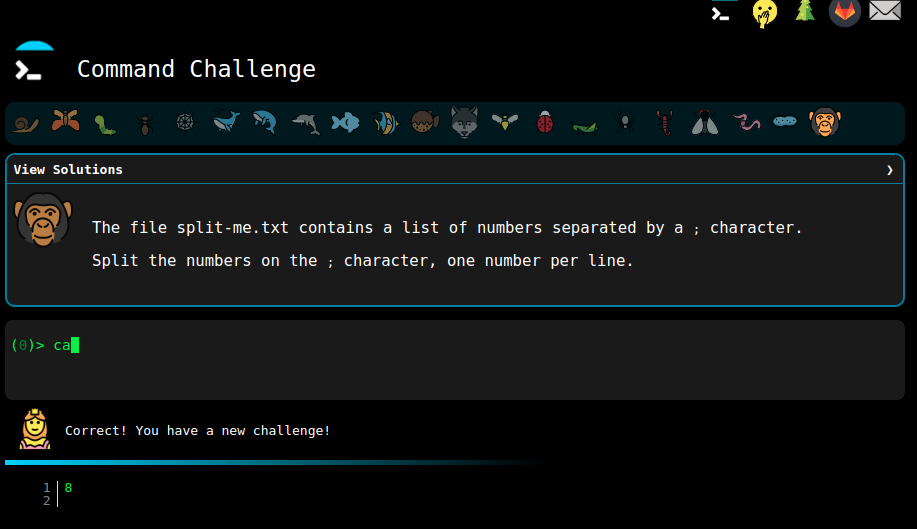 Command Challenge
View Solutions ❯
The file split-me.txt contains a list of numbers separated by a ; character.
Split the numbers on the ; character, one number per line.
(0)> ca
Correct! You have a new challenge!
1 8
2